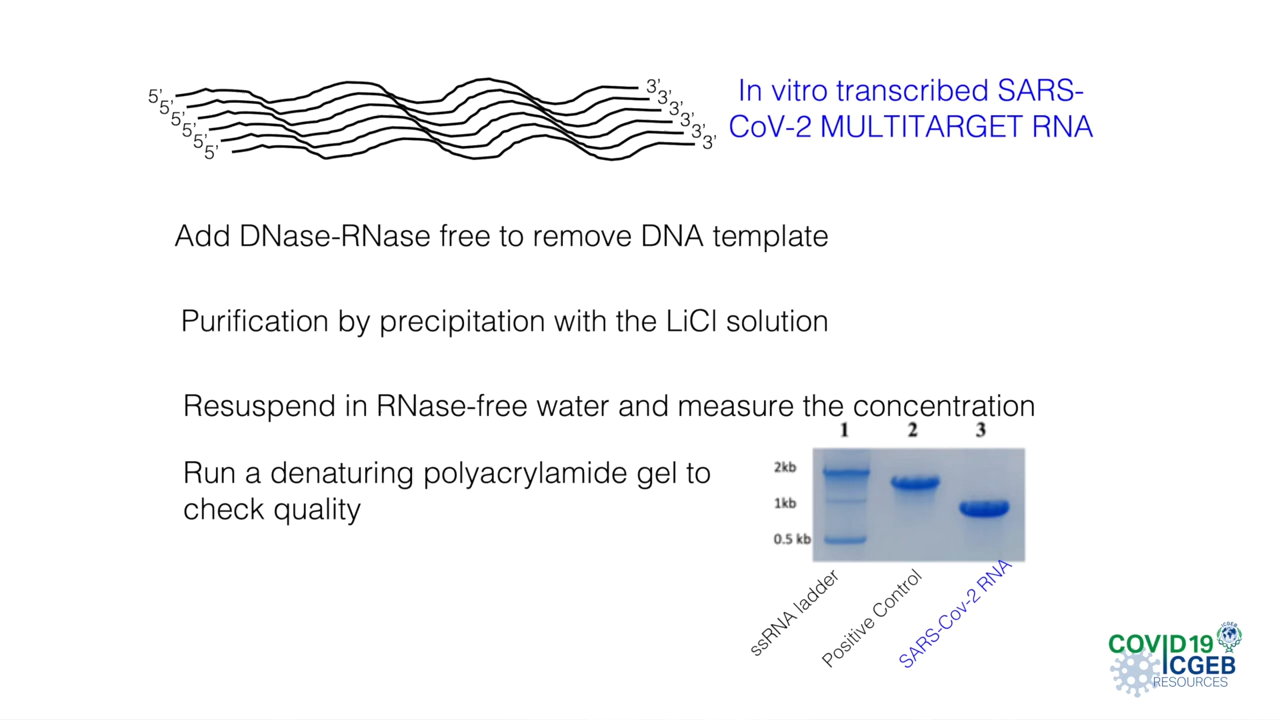 5' 3'
5' 3'
5' 3'
5' 3'
5' 3'
5' 3'
In vitro transcribed SARS-
CoV-2 MULTITARGET RNA
Add DNase-RNase free to remove DNA template
Purification by precipitation with the LiCl solution
Resuspend in RNase-free water and measure the concentration
Run a denaturing polyacrylamide gel to
check quality
1 2 3
2kb
1kb
0.5 kb
ssRNA ladder
Positive Control
SARS-Cov-2 RNA
ICGEB
COVID19
ICGEB
RESOURCES